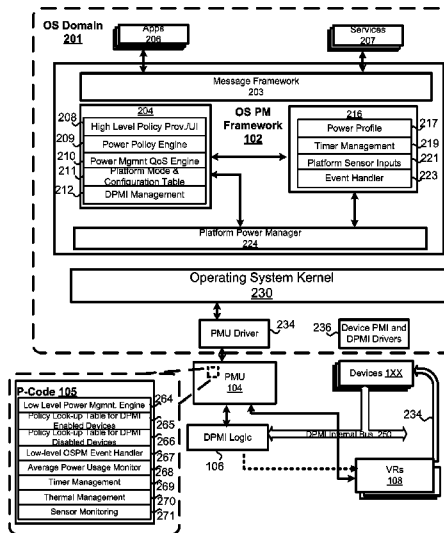 OS Domain
201
Apps
206
Services
207
Message Framework
203
204
OS PM
Framework
102
216
208
High Level Policy Prov./UI
209
Power Policy Engine
210
Power Mgmnt QoS Engine
211
Platform Mode &
Configuration Table
212
DPMI Management
Power Profile
217
Timer Management
219
Platform Sensor Inputs
221
Event Handler
223
Platform Power Manager
224
Operating System Kernel
230
PMU Driver
234
236
Device PMI and
DPMI Drivers
P-Code 105
Low Level Power Mgmnt. Engine
264
Policy Look-up Table for DPMI
Enabled Devices
265
Policy Look-up Table for DPMI
Disabled Devices
266
Low-level OSPM Event Handler
267
Average Power Usage Monitor
268
Timer Management
269
Thermal Management
270
Sensor Monitoring
271
PMU
104
Devices 1XX
234
DPMI Logic
106
DPMI Internal Bus 250
VRs
108